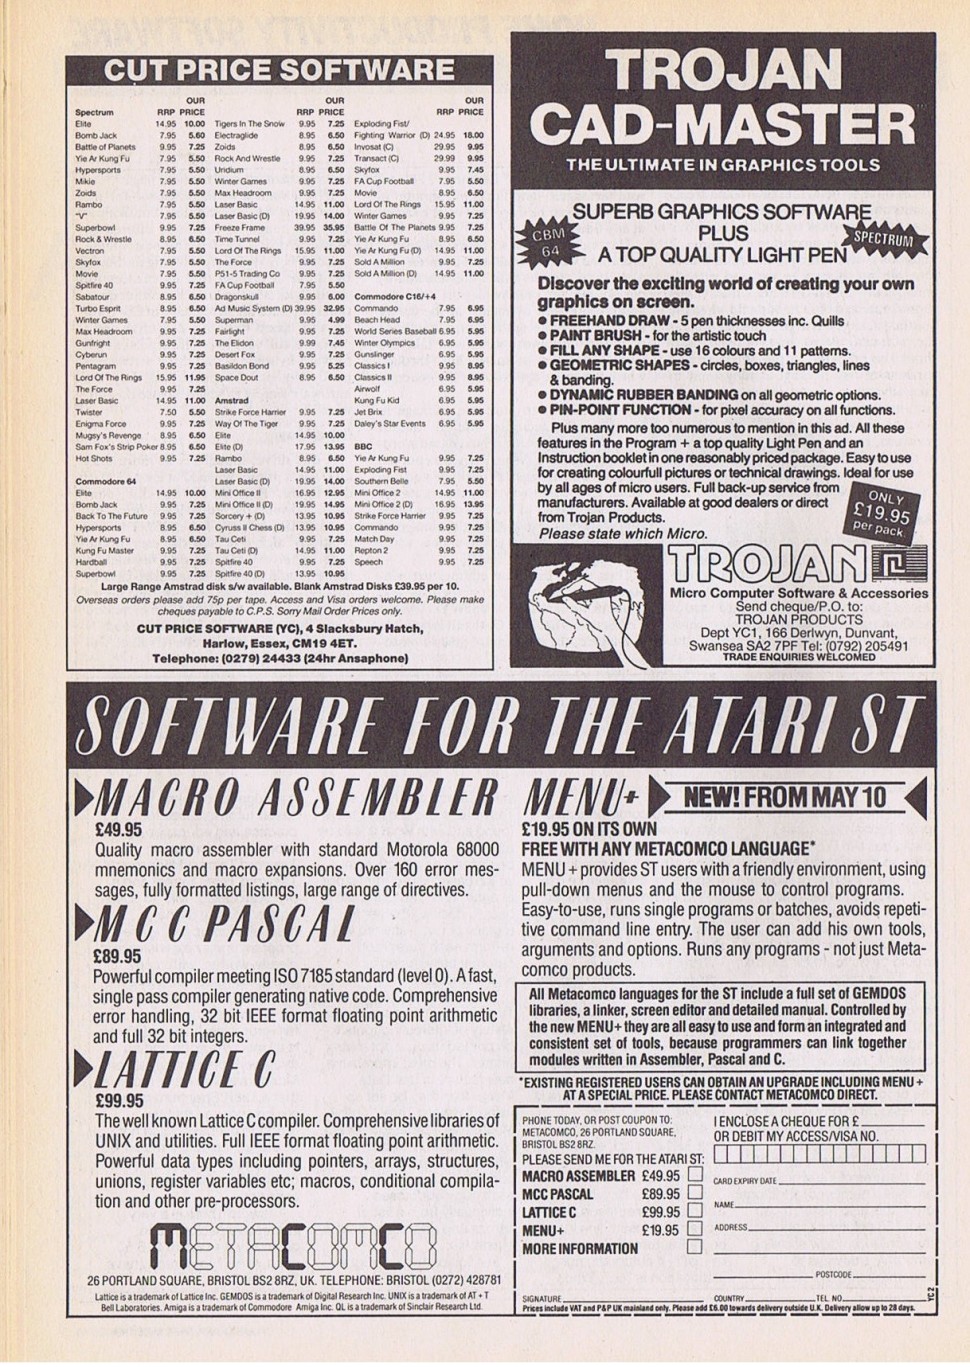 CUT PRICE SOFTWARE
OUR
Spectrum RRP PRICE
Elite 14.95 10.00
Bomb Jack 7.95 5.60
Battle of Planets 9.95 7.25
Yie Ar Kung Fu 7.95 5.50
Hypersports 7.95 5.50
Mikie 7.95 5.50
Zoids 7.95 5.50
Rambo 7.95 5.50
"V" 7.95 5.50
Superbowl 9.95 7.25
Rock & Wrestle 8.95 6.50
Vectron 7.95 5.50
Skyfox 7.95 5.50
Movie 7.95 5.50
Spitfire 40 9.95 7.25
Sabatour 8.95 6.50
Turbo Esprit 8.95 6.50
Winter Games 7.95 5.50
Max Headroom 9.95 7.25
Gunfright 9.95 7.25
Cyberun 9.95 7.25
Pentagram 9.95 7.25
Lord Of The Rings 15.95 11.95
The Force 9.95 7.25
Laser Basic 14.95 11.00
Twister 7.50 5.50
Enigma Force 9.95 7.25
Mugsy's Revenge 8.95 6.50
Sam Fox's Strip Poker 8.95 6.50
Hot Shots 9.95 7.25
Commodore 64
Elite 14.95 10.00
Bomb Jack 9.95 7.25
Back To The Future 9.95 7.25
Hypersports 8.95 6.50
Yie Ar Kung Fu 8.95 6.50
Kung Fu Master 9.95 7.25
Hardball 9.95 7.25
Superbowl 9.95 7.25
OUR
RRP PRICE
Tigers In The Snow 9.95 7.25
Electraglide 8.95 6.50
Zoids 8.95 6.50
Rock And Wrestle 9.95 7.25
Uridium 8.95 6.50
Winter Games 9.95 7.25
Max Headroom 9.95 7.25
Laser Basic 14.95 11.00
Laser Basic (D) 19.95 14.00
Freeze Frame 39.95 35.95
Time Tunnel 9.95 7.25
Lord Of The Rings 15.95 11.00
The Force 9.95 7.25
P51-5 Trading Co 9.95 7.25
FA Cup Football 7.95 5.50
Dragonskull 9.95 6.00
Ad Music System (D) 39.95 32.95
Superman 9.95 4.99
Fairlight 9.95 7.25
The Elidon 9.99 7.45
Desert Fox 9.95 7.25
Basildon Bond 9.95 5.25
Space Dout 8.95 6.50
Amstrad
Strike Force Harrier 9.95 7.25
Way Of The Tiger 9.95 7.25
Elite 14.95 10.00
Elite (D) 17.95 13.95
Rambo 8.95 6.50
Laser Basic 14.95 11.00
Laser Basic (D) 19.95 14.00
Mini Office II 16.95 12.95
Mini Office II (D) 19.95 14.95
Sorcery + (D) 13.95 10.95
Cyruss II Chess (D) 13.95 10.95
Tau Ceti 9.95 7.25
Tau Ceti (D) 14.95 11.00
Spitfire 40 9.95 7.25
Spitfire 40 (D) 13.95 10.95
OUR
RRP PRICE
Exploding Fist/
Fighting Warrior (D) 24.95 18.00
Invosat (C) 29.95 9.95
Transact (C) 29.99 9.95
Skyfox 9.95 7.45
FA Cup Football 7.95 5.50
Movie 8.95 6.50
Lord Of The Rings 15.95 11.00
Winter Games 9.95 7.25
Battle Of The Planets 9.95 7.25
Yie Ar Kung Fu 8.95 6.50
Yie Ar Kung Fu (D) 14.95 11.00
Sold A Million 9.95 7.25
Sold A Million (D) 14.95 11.00
Commodore C16/+4
Commando 7.95 6.95
Beach Head 7.95 6.95
World Series Baseball 6.95 5.95
Winter Olympics 6.95 5.95
Gunslinger 6.95 5.95
Classics I 9.95 8.95
Classics II 9.95 8.95
Airwolf 6.95 5.95
Kung Fu Kid 6.95 5.95
Jet Brix 6.95 5.95
Daley's Star Events 6.95 5.95
BBC
Yie Ar Kung Fu 9.95 7.25
Exploding Fist 9.95 7.25
Southern Belle 7.95 5.50
Mini Office 2 14.95 11.00
Mini Office 2 (D) 16.95 13.95
Strike Force Harrier 9.95 7.25
Commando 9.95 7.25
Match Day 9.95 7.25
Repton 2 9.95 7.25
Speech 9.95 7.25
Large Range Amstrad disk s/w available. Blank Amstrad Disks £39.95 per 10.
Overseas orders please add 75p per tape. Access and Visa orders welcome. Please make
cheques payable to C.P.S. Sorry Mail Order Prices only.
CUT PRICE SOFTWARE (YC), 4 Slacksbury Hatch,
Harlow, Essex, CM19 4ET.
Telephone: (0279) 24433 (24hr Ansaphone)
TROJAN
CAD-MASTER
THE ULTIMATE IN GRAPHICS TOOLS
SUPERB GRAPHICS SOFTWARE
PLUS
A TOP QUALITY LIGHT PEN
CBM
64
SPECTRUM
Discover the exciting world of creating your own
graphics on screen.
● FREEHAND DRAW - 5 pen thicknesses inc. Quills
● PAINT BRUSH - for the artistic touch
● FILL ANY SHAPE - use 16 colours and 11 patterns.
● GEOMETRIC SHAPES - circles, boxes, triangles, lines
& banding.
● DYNAMIC RUBBER BANDING on all geometric options.
● PIN-POINT FUNCTION - for pixel accuracy on all functions.
Plus many more too numerous to mention in this ad. All these
features in the Program + a top quality Light Pen and an
Instruction booklet in one reasonably priced package. Easy to use
for creating colourfull pictures or technical drawings. Ideal for use
by all ages of micro users. Full back-up service from
manufacturers. Available at good dealers or direct
from Trojan Products.
Please state which Micro.
ONLY
£19.95
per pack.
TROJAN
Micro Computer Software & Accessories
Send cheque/P.O. to:
TROJAN PRODUCTS
Dept YC1, 166 Derlwyn, Dunvant,
Swansea SA2 7PF Tel: (0792) 205491
TRADE ENQUIRIES WELCOMED
SOFTWARE FOR THE ATARI ST
MACRO ASSEMBLER
£49.95
Quality macro assembler with standard Motorola 68000
mnemonics and macro expansions. Over 160 error mes-
sages, fully formatted listings, large range of directives.
MCC PASCAL
£89.95
Powerful compiler meeting ISO 7185 standard (level 0). A fast,
single pass compiler generating native code. Comprehensive
error handling, 32 bit IEEE format floating point arithmetic
and full 32 bit integers.
LATTICE C
£99.95
The well known Lattice C compiler. Comprehensive libraries of
UNIX and utilities. Full IEEE format floating point arithmetic.
Powerful data types including pointers, arrays, structures,
unions, register variables etc; macros, conditional compila-
tion and other pre-processors.
METACOMCO
26 PORTLAND SQUARE, BRISTOL BS2 8RZ, UK. TELEPHONE: BRISTOL (0272) 428781
Lattice is a trademark of Lattice Inc. GEMDOS is a trademark of Digital Research Inc. UNIX is a trademark of AT + T
Bell Laboratories. Amiga is a trademark of Commodore Amiga Inc. QL is a trademark of Sinclair Research Ltd.
MENU+
NEW! FROM MAY 10
£19.95 ON ITS OWN
FREE WITH ANY METACOMCO LANGUAGE*
MENU + provides ST users with a friendly environment, using
pull-down menus and the mouse to control programs.
Easy-to-use, runs single programs or batches, avoids repeti-
tive command line entry. The user can add his own tools,
arguments and options. Runs any programs - not just Meta-
comco products.
All Metacomco languages for the ST include a full set of GEMDOS
libraries, a linker, screen editor and detailed manual. Controlled by
the new MENU+ they are all easy to use and form an integrated and
consistent set of tools, because programmers can link together
modules written in Assembler, Pascal and C.
*EXISTING REGISTERED USERS CAN OBTAIN AN UPGRADE INCLUDING MENU +
AT A SPECIAL PRICE. PLEASE CONTACT METACOMCO DIRECT.
PHONE TODAY, OR POST COUPON TO:
METACOMCO, 26 PORTLAND SQUARE,
BRISTOL BS2 8RZ.
PLEASE SEND ME FOR THE ATARI ST:
MACRO ASSEMBLER £49.95
MCC PASCAL £89.95
LATTICE C £99.95
MENU+ £19.95
MORE INFORMATION
I ENCLOSE A CHEQUE FOR £
OR DEBIT MY ACCESS/VISA NO.
CARD EXPIRY DATE
NAME
ADDRESS
POSTCODE
SIGNATURE COUNTRY TEL NO.
Prices include VAT and P&P UK mainland only. Please add £6.00 towards delivery outside U.K. Delivery allow up to 28 days.
YC 2